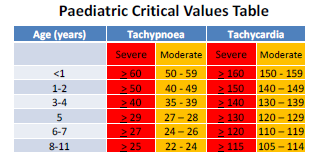 Paediatric Critical Values Table
Age (years) Tachypnoea Tachycardia
Severe Moderate Severe Moderate
<1 ≥ 60 50 - 59 ≥ 160 150 - 159
1-2 ≥ 50 40 - 49 ≥ 150 140 – 149
3-4 ≥ 40 35 - 39 ≥ 140 130 – 139
5 ≥ 29 27 – 28 ≥ 130 120 – 129
6-7 ≥ 27 24 – 26 ≥ 120 110 – 119
8-11 ≥ 25 22 - 24 ≥ 115 105 – 114